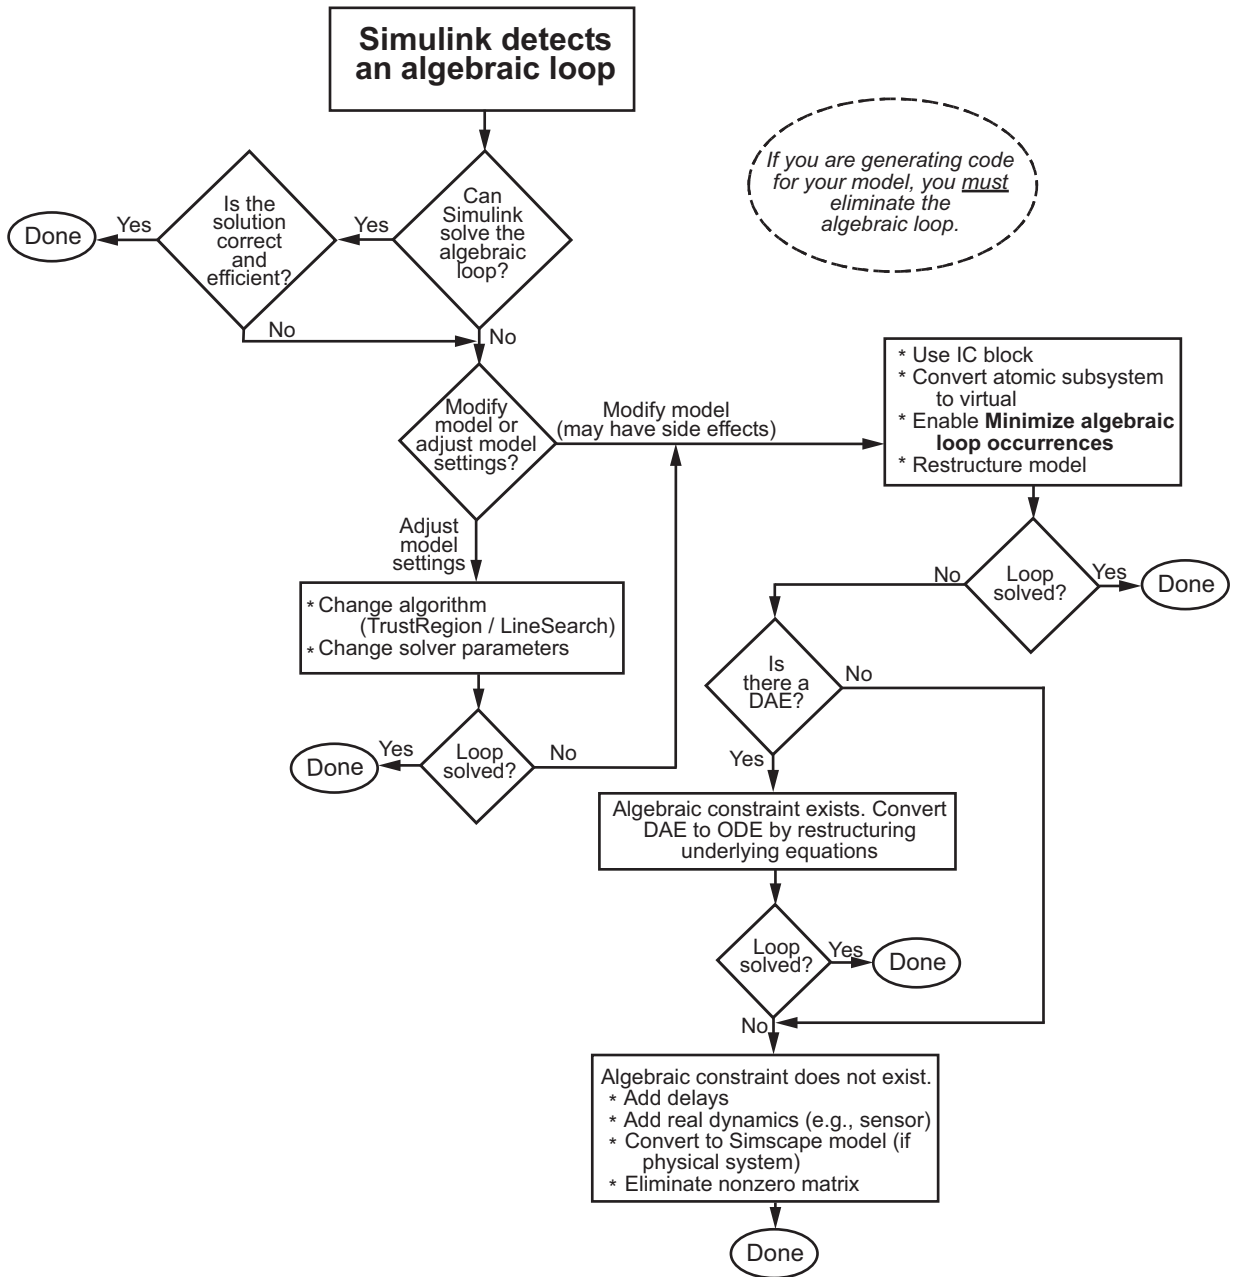 Simulink detects
an algebraic loop
If you are generating code
for your model, you must
eliminate the
algebraic loop.
Can
Simulink
solve the
algebraic
loop?
Yes
Is the
solution
correct
and
efficient?
Yes
Done
No
No
Modify
model or
adjust model
settings?
Modify model
(may have side effects)
* Use IC block
* Convert atomic subsystem
to virtual
* Enable Minimize algebraic
loop occurrences
* Restructure model
Adjust
model
settings
* Change algorithm
(TrustRegion / LineSearch)
* Change solver parameters
Loop
solved?
Yes
Done
No
Loop
solved?
Yes
Done
No
Is
there a
DAE?
No
Yes
Algebraic constraint exists. Convert
DAE to ODE by restructuring
underlying equations
Loop
solved?
Yes
Done
No
Algebraic constraint does not exist.
* Add delays
* Add real dynamics (e.g., sensor)
* Convert to Simscape model (if
physical system)
* Eliminate nonzero matrix
Done